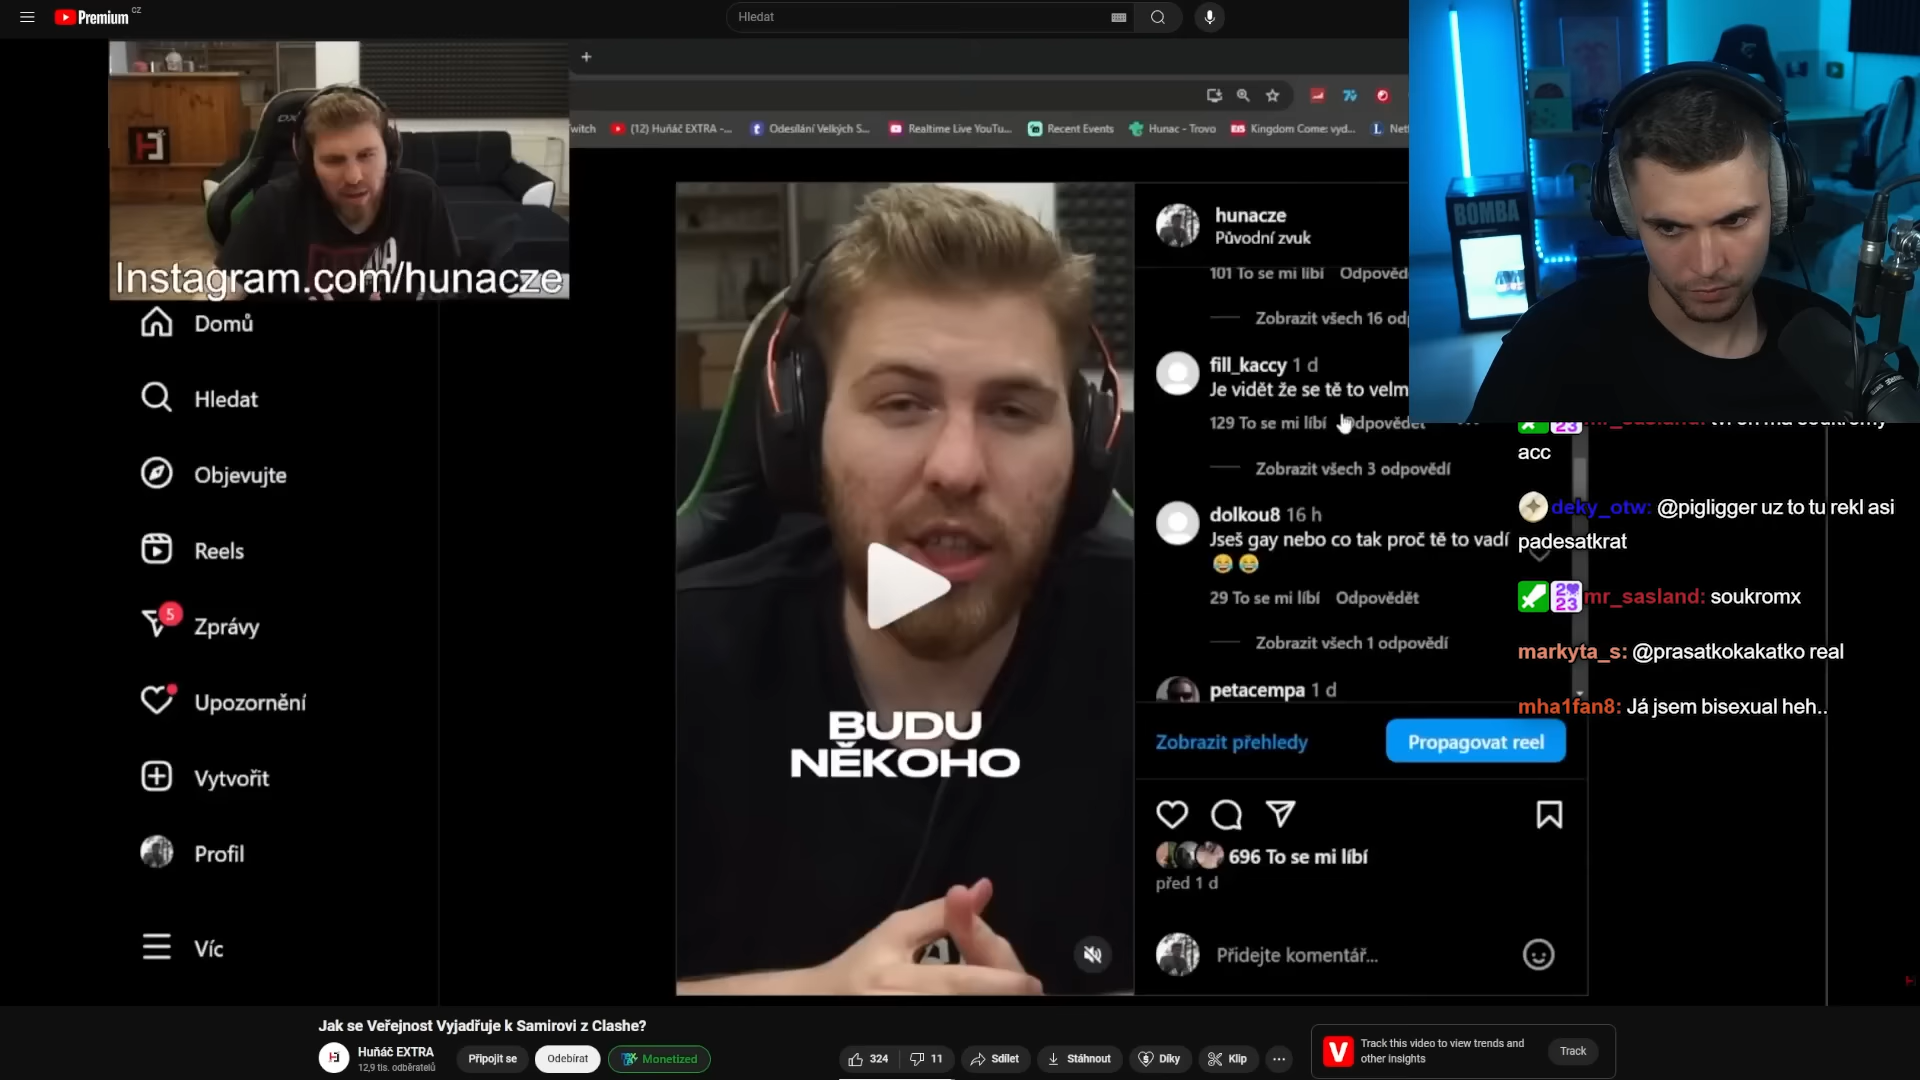 Premium CZ
Hledat
Instagram.com/hunacze
Domů
Hledat
Objevujte
Reels
5
Zprávy
Upozornění
Vytvořit
Profil
Víc
witch
(12) Huňáč EXTRA -...
Odesílání Velkých S...
Realtime Live YouTu...
Recent Events
Hunac - Trovo
Kingdom Come: vyd...
BUDU
NĚKOHO
hunacze
Původní zvuk
101 To se mi líbí Odpověd
Zobrazit všech 16 od
fill_kaccy 1 d
Je vidět že se tě to velm
129 To se mi líbí Odpovědět
Zobrazit všech 3 odpovědí
dolkou8 16 h
Jseš gay nebo co tak proč tě to vadí
😂 😂
29 To se mi líbí Odpovědět
Zobrazit všech 1 odpovědí
petacempa 1 d
Zobrazit přehledy
Propagovat reel
696 To se mi líbí
před 1 d
Přidejte komentář...
BOMBA
acc
deky_otw: @pigligger uz to tu rekl asi
padesatkrat
mr_sasland: soukromx
markyta_s: @prasatkokakatko real
mha1fan8: Já jsem bisexual heh..
Jak se Veřejnost Vyjadřuje k Samirovi z Clashe?
Huňáč EXTRA
12,9 tis. odběratelů
Připojit se
Odebírat
Monetized
324
11
Sdílet
Stáhnout
Díky
Klip
Track this video to view trends and
other insights
Track